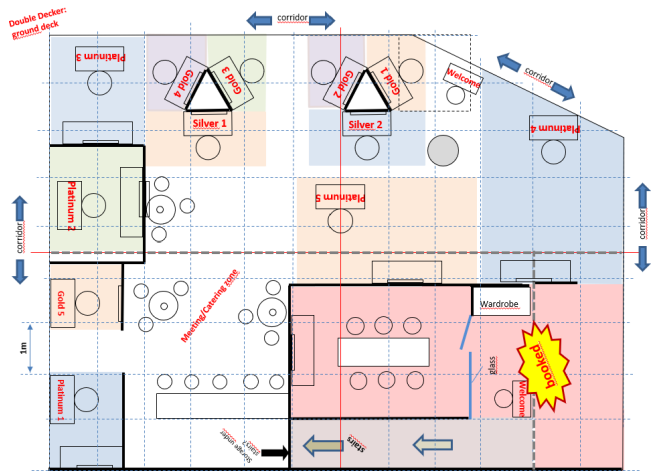 Double Decker:
ground deck
corridor
Platinum 3
Gold 4
Gold 3
Gold 2
Gold 1
Welcome
corridor
Silver 1
Silver 2
Platinum 4
Platinum 2
Platinum 5
corridor
corridor
Gold 5
Meeting/Catering zone
Wardrobe
1m
glass
booked
Platinum 1
Welcome
Storage under
stairs